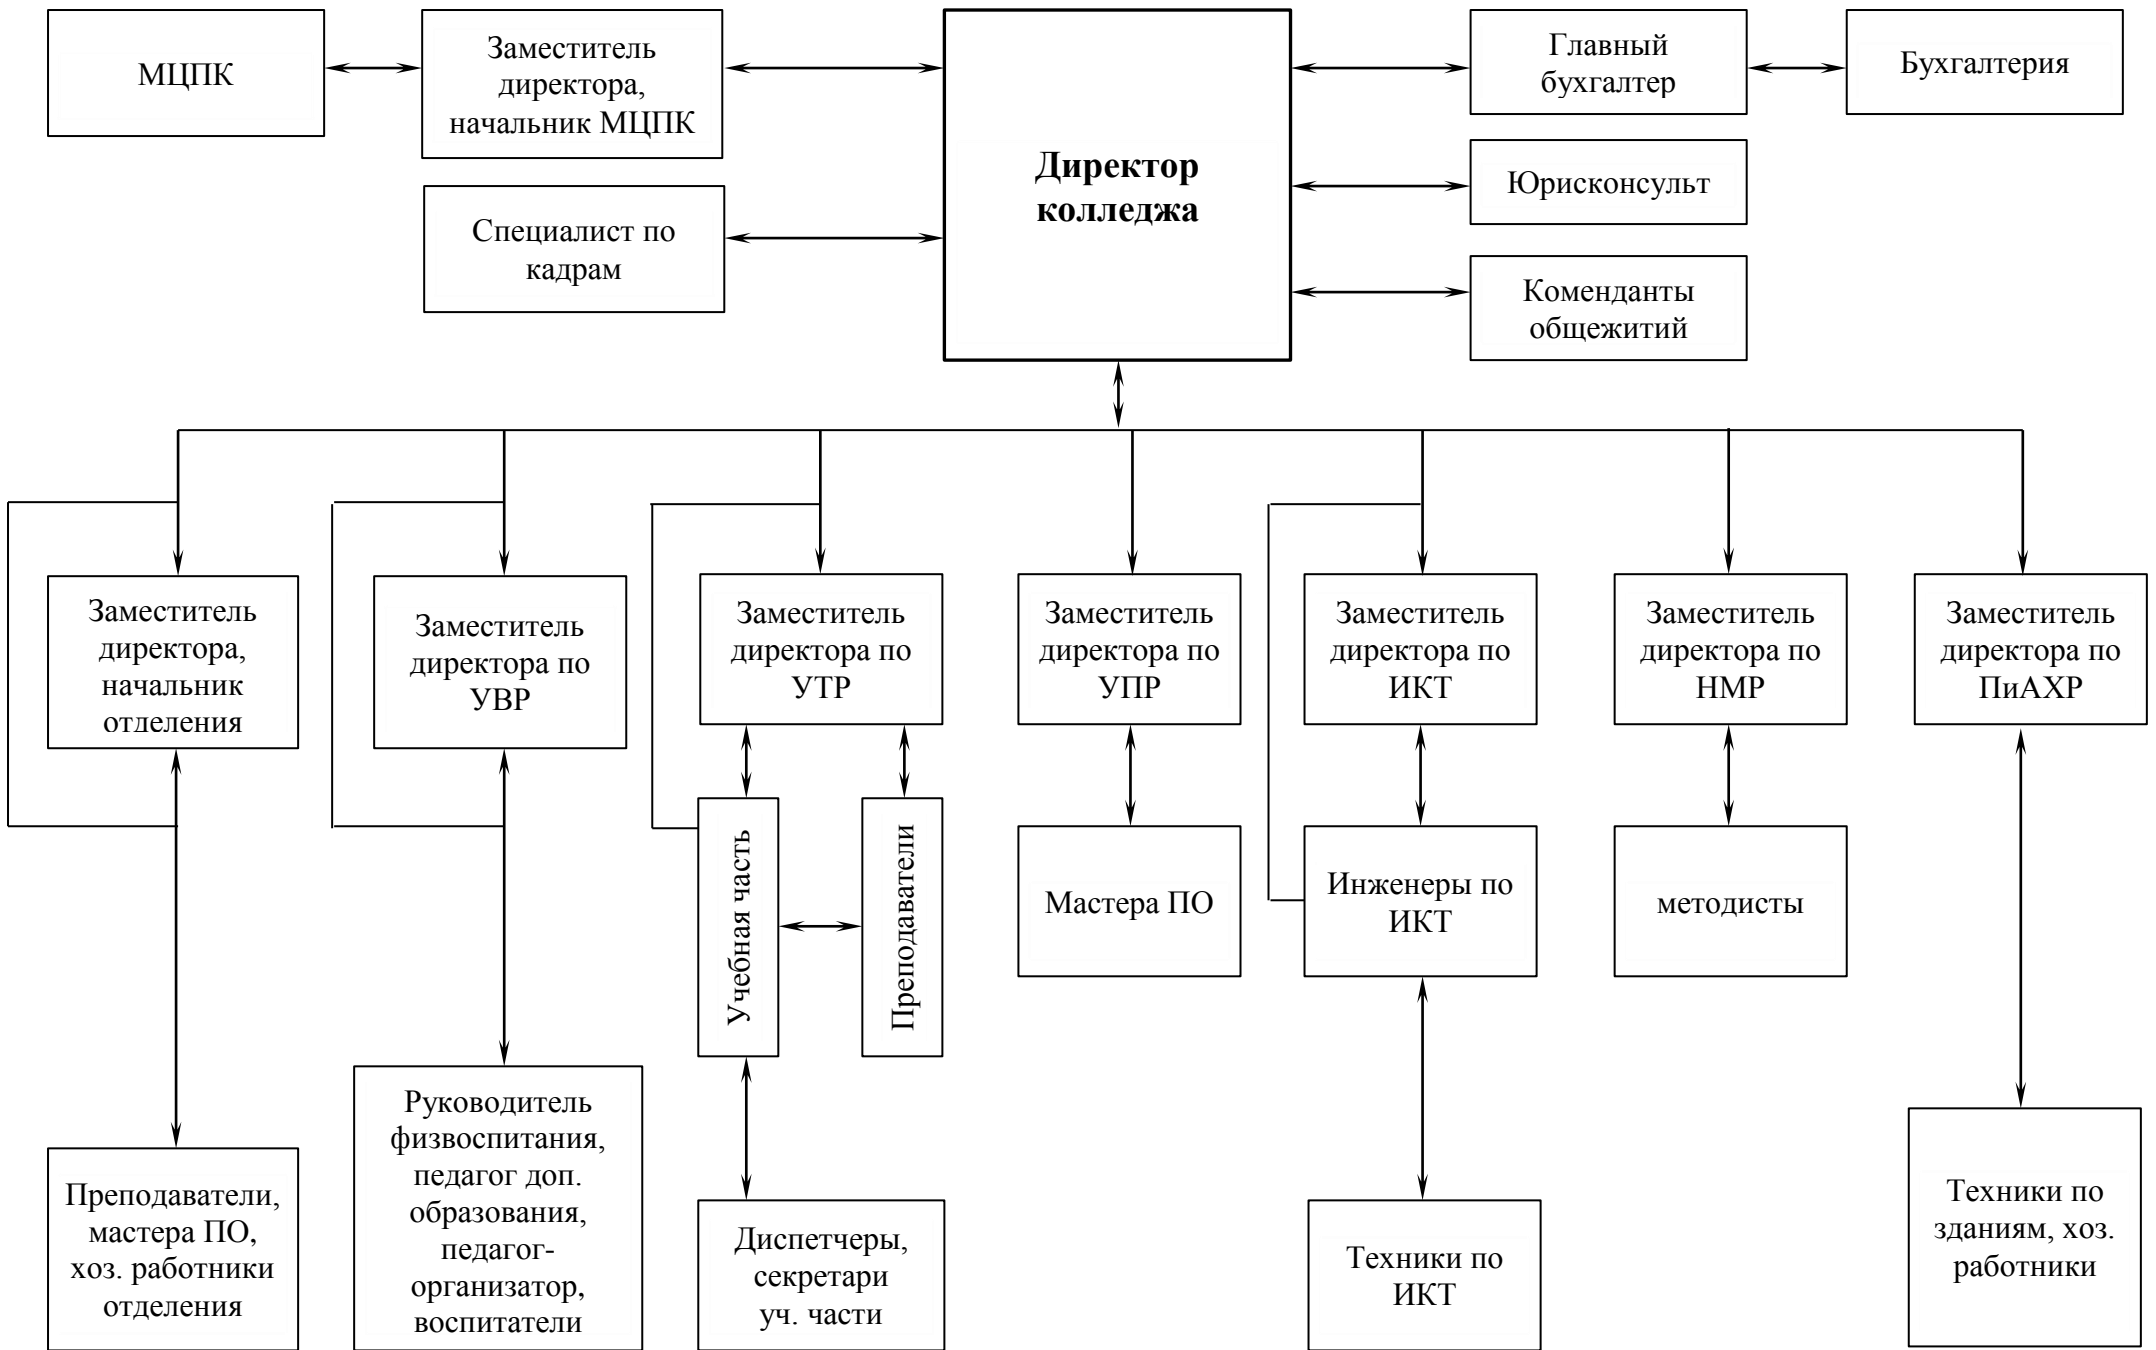 МЦПК
Заместитель
директора,
начальник МЦПК
Директор
колледжа
Главный
бухгалтер
Бухгалтерия
Юрисконсульт
Специалист по
кадрам
Коменданты
общежитий
Заместитель
директора,
начальник
отделения
Заместитель
директора по
УВР
Заместитель
директора по
УТР
Заместитель
директора по
УПР
Заместитель
директора по
ИКТ
Заместитель
директора по
НМР
Заместитель
директора по
ПиАХР
Учебная часть
Преподаватели
Мастера ПО
Инженеры по
ИКТ
методисты
Преподаватели,
мастера ПО,
хоз. работники
отделения
Руководитель
физвоспитания,
педагог доп.
образования,
педагог-
организатор,
воспитатели
Диспетчеры,
секретари
уч. части
Техники по
ИКТ
Техники по
зданиям, хоз.
работники